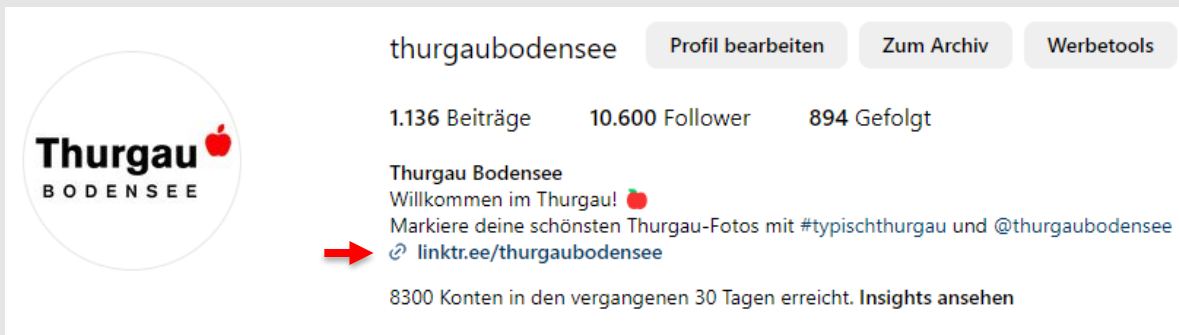 Thurgau
BODENSEE
thurgaubodensee Profil bearbeiten Zum Archiv Werbetools
1.136 Beiträge 10.600 Follower 894 Gefolgt
Thurgau Bodensee
Willkommen im Thurgau!
Markiere deine schönsten Thurgau-Fotos mit #typischthurgau und @thurgaubodensee
linktr.ee/thurgaubodensee
8300 Konten in den vergangenen 30 Tagen erreicht. Insights ansehen